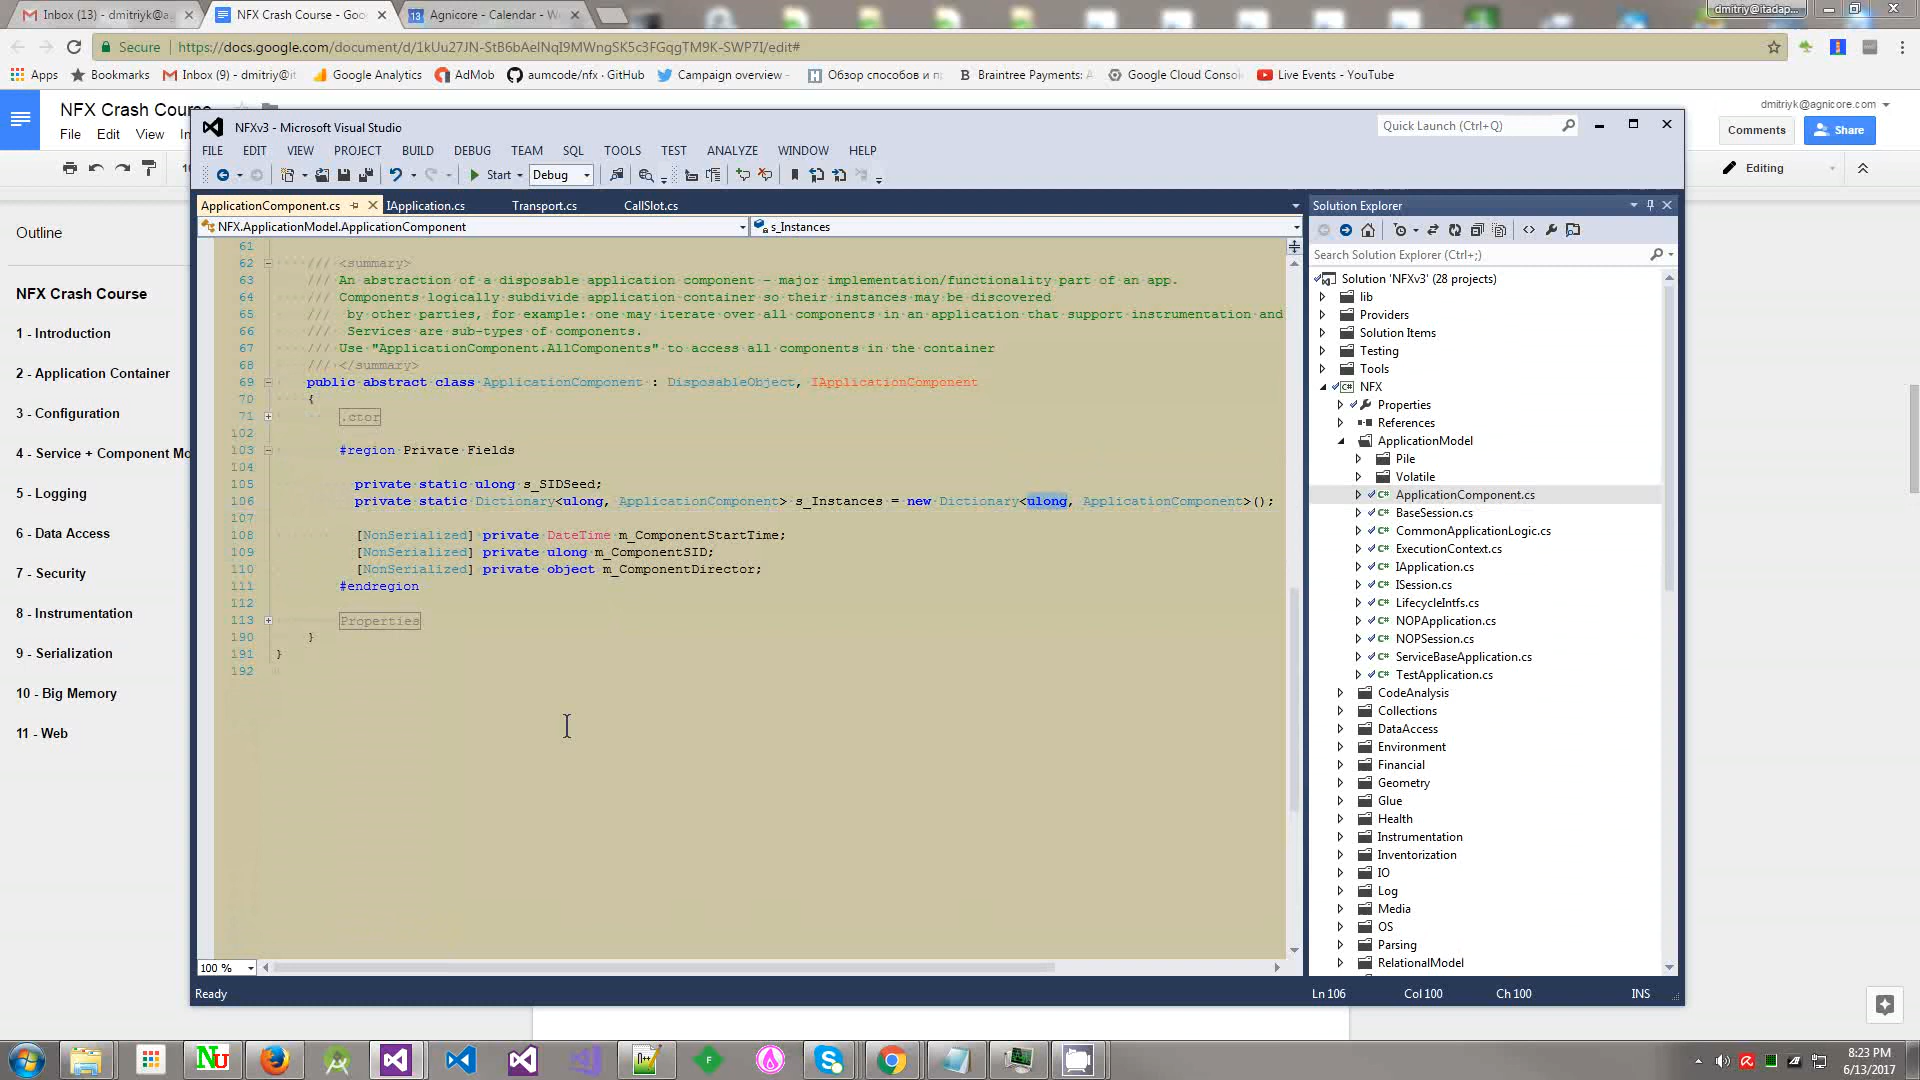 Inbox (13) - dmitriyk@a
NFX Crash Course - Goo
13
Agnicore - Calendar - W
dmitriy@itadap...
Secure
https://docs.google.com/document/d/1kUu27JN-StB6bAelNqI9MWngSK5c3FGqgTM9K-SWP7I/edit#
Apps
Bookmarks
Inbox (9) - dmitriy@it
Google Analytics
AdMob
aumcode/nfx · GitHub
Campaign overview -
Обзор способов и п
Braintree Payments: A
Google Cloud Conso
Live Events - YouTube
NFX Crash Course
dmitriyk@agnicore.com
File Edit View In
Comments
Share
Editing
Outline
NFX Crash Course
1 - Introduction
2 - Application Container
3 - Configuration
4 - Service + Component Mo
5 - Logging
6 - Data Access
7 - Security
8 - Instrumentation
9 - Serialization
10 - Big Memory
11 - Web
NFXv3 - Microsoft Visual Studio
Quick Launch (Ctrl+Q)
FILE EDIT VIEW PROJECT BUILD DEBUG TEAM SQL TOOLS TEST ANALYZE WINDOW HELP
Start
Debug
ApplicationComponent.cs
IApplication.cs
Transport.cs
CallSlot.cs
NFX.ApplicationModel.ApplicationComponent
s_Instances
61
62 /// <summary>
63 /// An abstraction of a disposable application component - major implementation/functionality part of an app.
64 /// Components logically subdivide application container so their instances may be discovered
65 /// by other parties, for example: one may iterate over all components in an application that support instrumentation and
66 /// Services are sub-types of components.
67 /// Use "ApplicationComponent.AllComponents" to access all components in the container
68 /// </summary>
69 public abstract class ApplicationComponent : DisposableObject, IApplicationComponent
70 {
71 .ctor
102
103 #region Private Fields
104
105 private static ulong s_SIDSeed;
106 private static Dictionary<ulong, ApplicationComponent> s_Instances = new Dictionary<ulong, ApplicationComponent>();
107
108 [NonSerialized] private DateTime m_ComponentStartTime;
109 [NonSerialized] private ulong m_ComponentSID;
110 [NonSerialized] private object m_ComponentDirector;
111 #endregion
112
113 Properties
190 }
191 }
192
100 %
Ready
Ln 106
Col 100
Ch 100
INS
Solution Explorer
Search Solution Explorer (Ctrl+;)
Solution 'NFXv3' (28 projects)
lib
Providers
Solution Items
Testing
Tools
NFX
Properties
References
ApplicationModel
Pile
Volatile
ApplicationComponent.cs
BaseSession.cs
CommonApplicationLogic.cs
ExecutionContext.cs
IApplication.cs
ISession.cs
LifecycleIntfs.cs
NOPApplication.cs
NOPSession.cs
ServiceBaseApplication.cs
TestApplication.cs
CodeAnalysis
Collections
DataAccess
Environment
Financial
Geometry
Glue
Health
Instrumentation
Inventorization
IO
Log
Media
OS
Parsing
RelationalModel
8:23 PM
6/13/2017